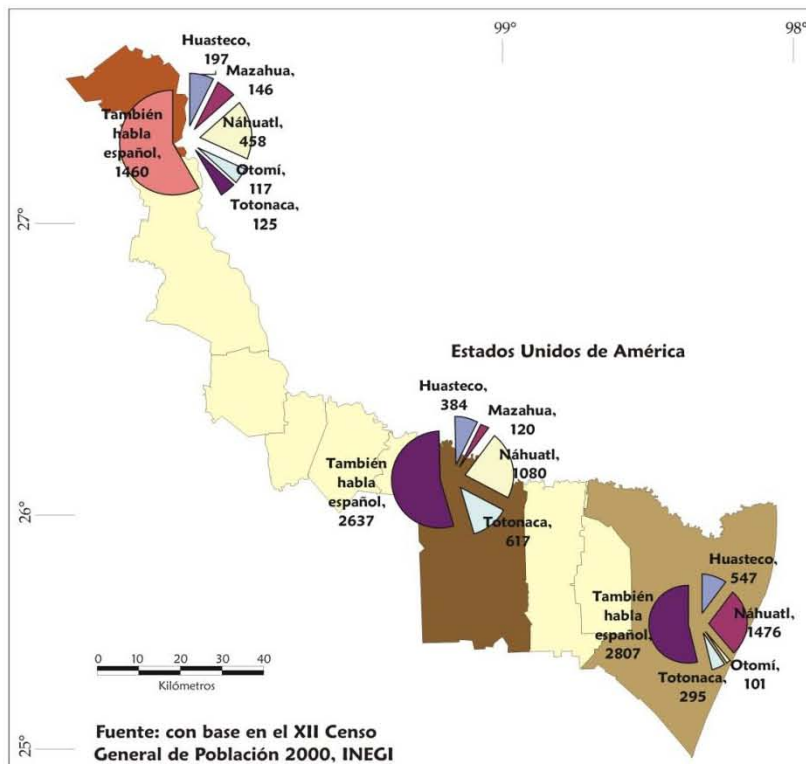 99°
98°
27°
26°
25°
Huasteco,
197
Mazahua,
146
También
habla
español,
1460
Náhuatl,
458
Otomí,
117
Totonaca,
125
Estados Unidos de América
Huasteco,
384
Mazahua,
120
Náhuatl,
1080
También
habla
español,
2637
Totonaca,
617
Huasteco,
547
También
habla
español,
2807
Náhuatl,
1476
Otomí,
101
Totonaca,
295
0 10 20 40
Kilómetros
Fuente: con base en el XII Censo
General de Población 2000, INEGI